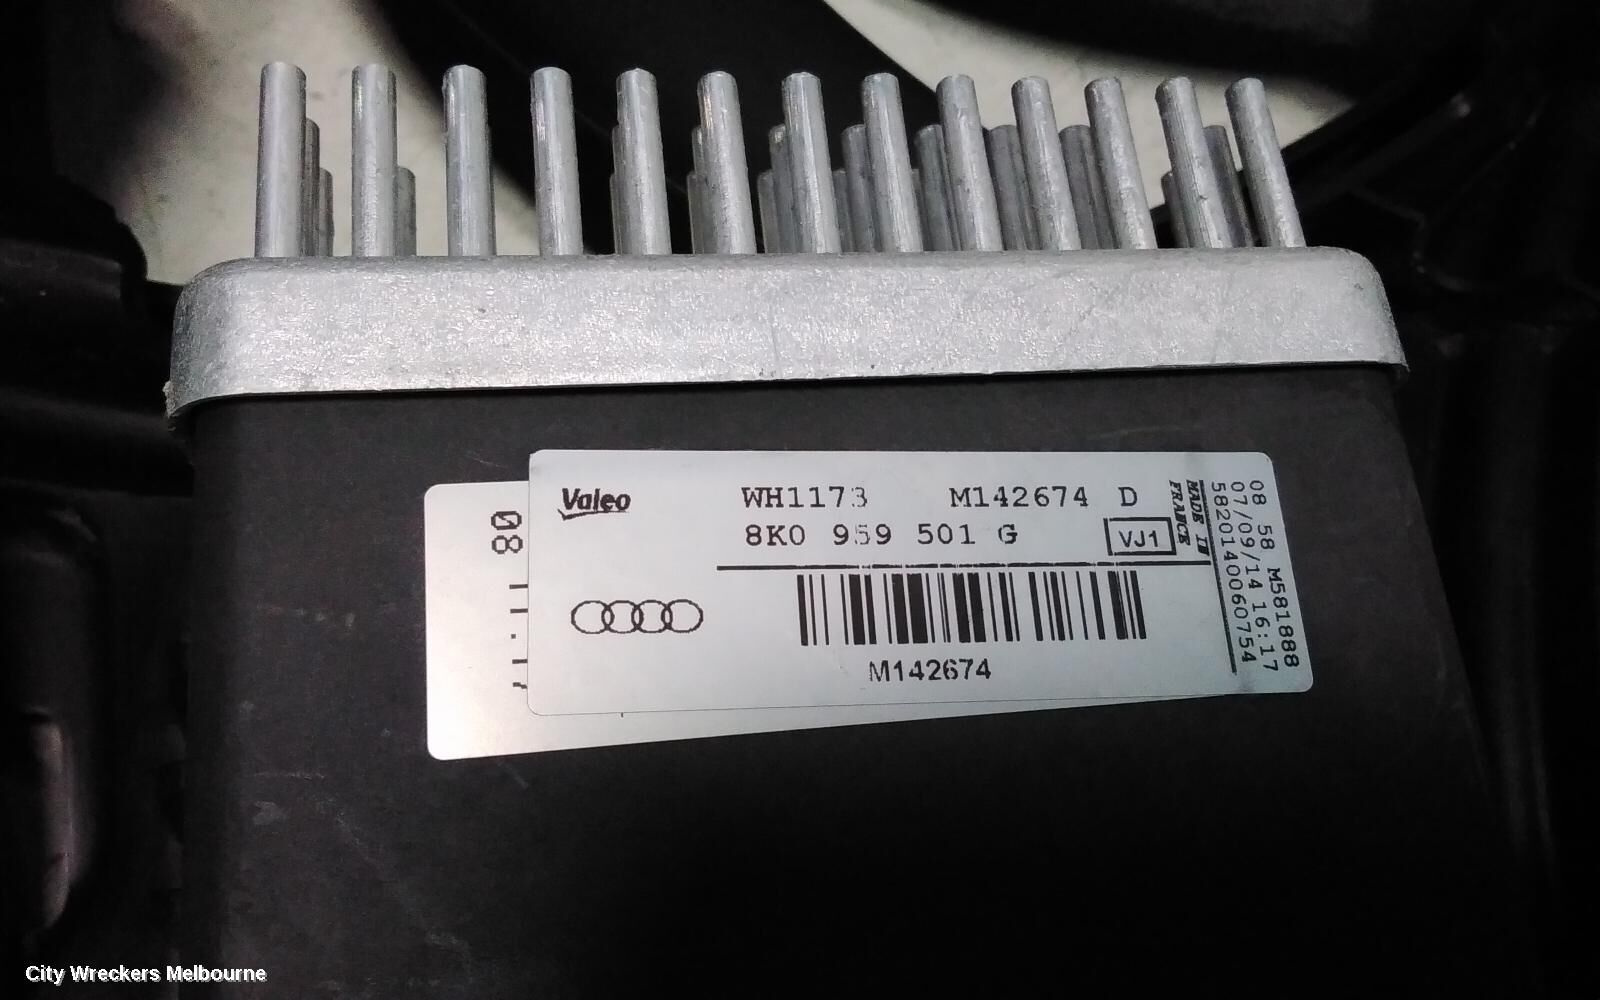 Valeo
WH1173 M142674 D
8K0 959 501 G
VJ1
MADE IN
FRANCE
M142674
08 58 M581888
07/09/14 16:17
5820140060754
08
City Wreckers Melbourne